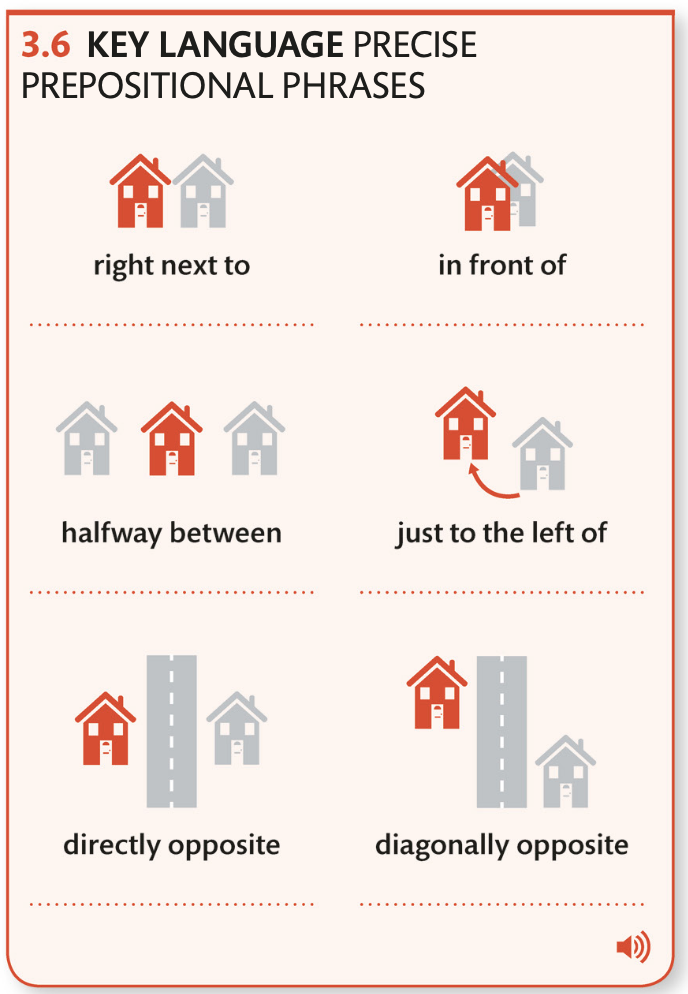 3.6 KEY LANGUAGE PRECISE
PREPOSITIONAL PHRASES
right next to
in front of
halfway between
just to the left of
directly opposite
diagonally opposite